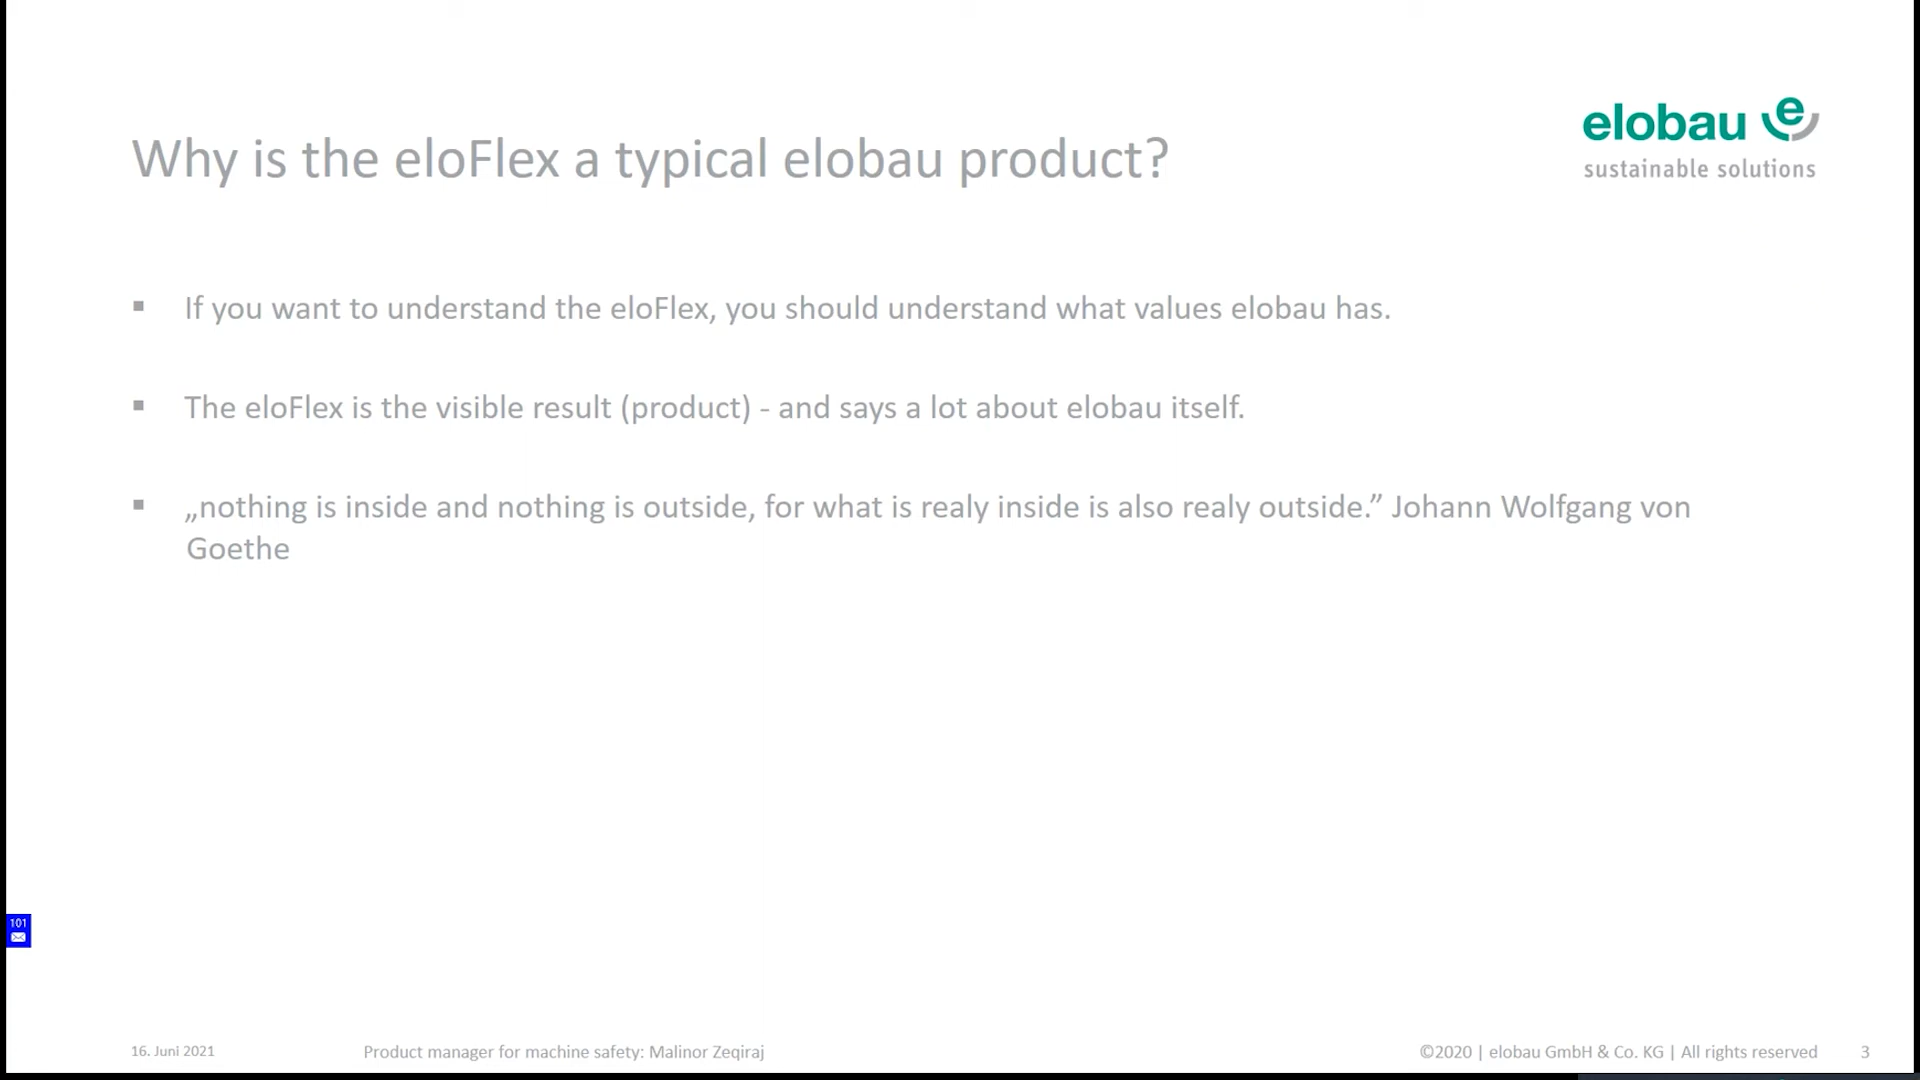 elobau e
sustainable solutions
Why is the eloFlex a typical elobau product?
▪ If you want to understand the eloFlex, you should understand what values elobau has.
▪ The eloFlex is the visible result (product) - and says a lot about elobau itself.
▪ „nothing is inside and nothing is outside, for what is realy inside is also realy outside.” Johann Wolfgang von
Goethe
101
16. Juni 2021 Product manager for machine safety: Malinor Zeqiraj ©2020 | elobau GmbH & Co. KG | All rights reserved 3